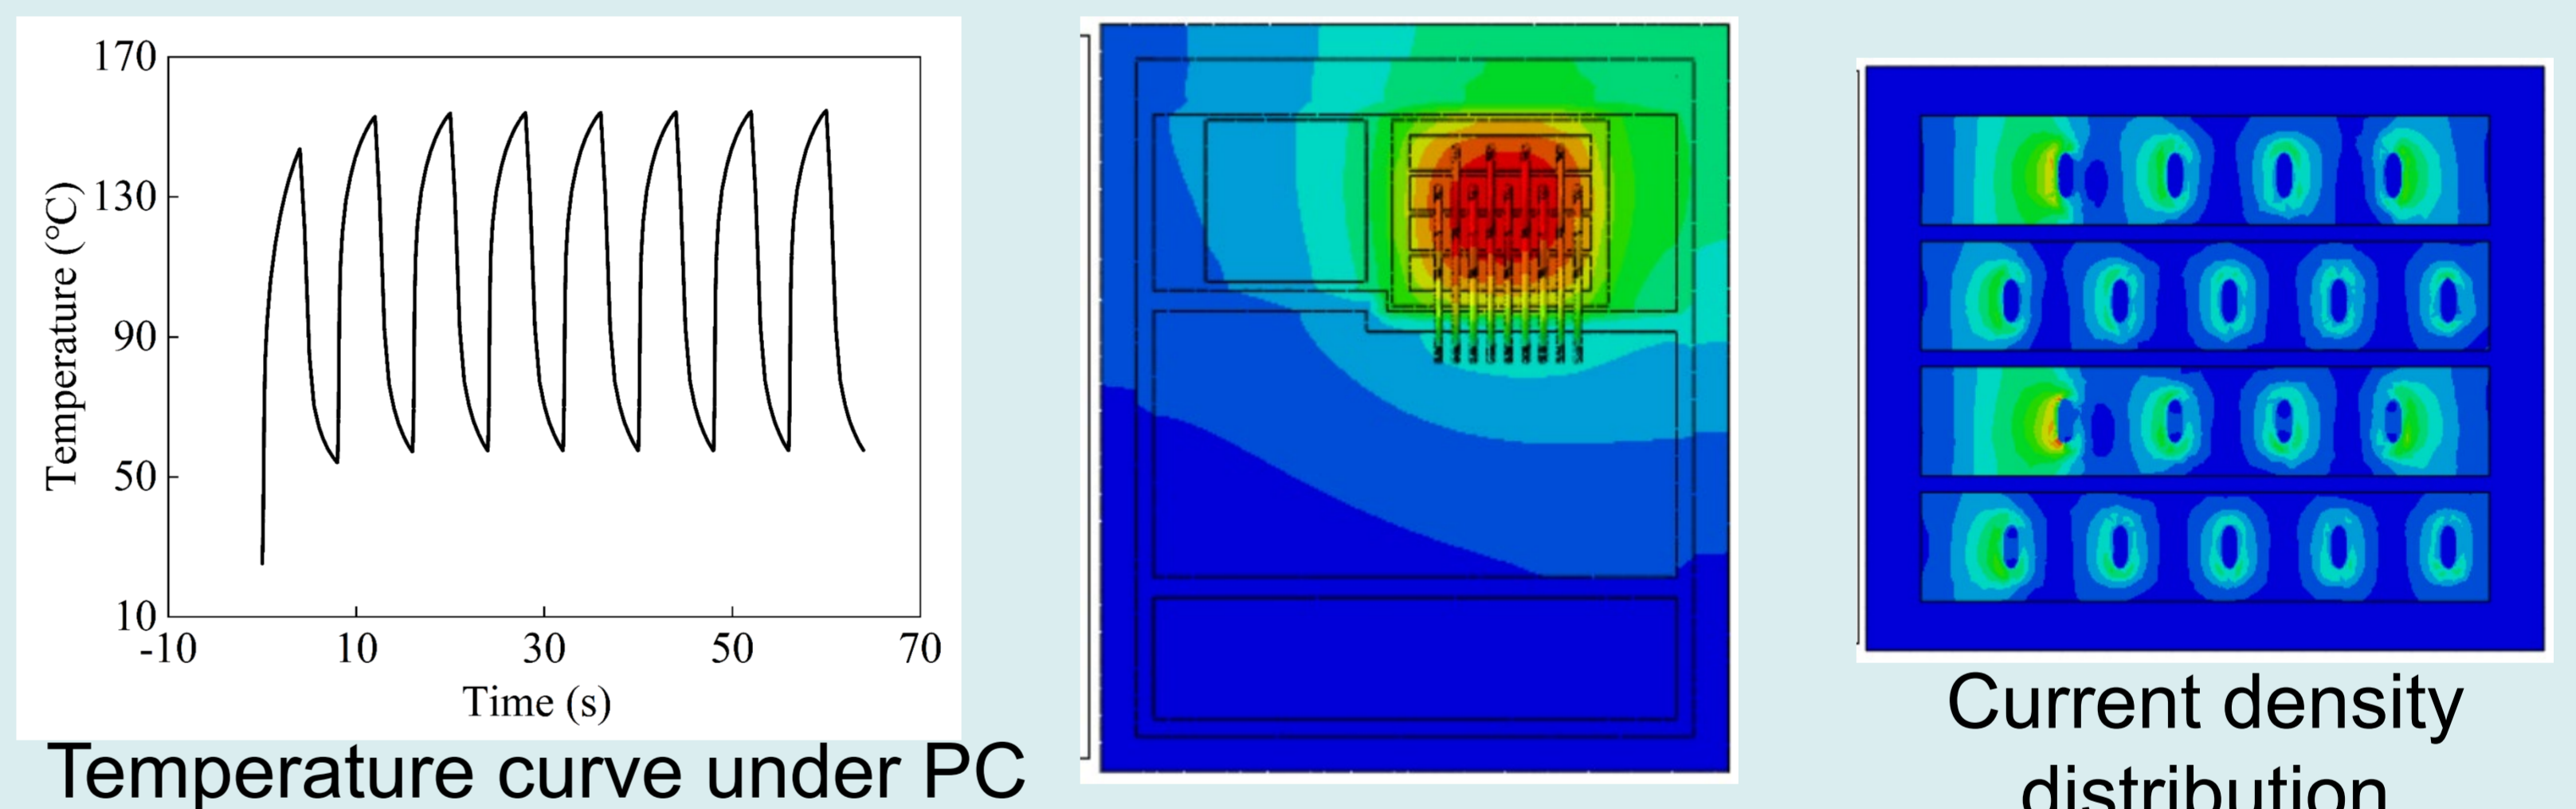 170
130
90
50
10
-10
10
30
50
70
Temperature (°C)
Time (s)
Temperature curve under PC
Current density
distribution